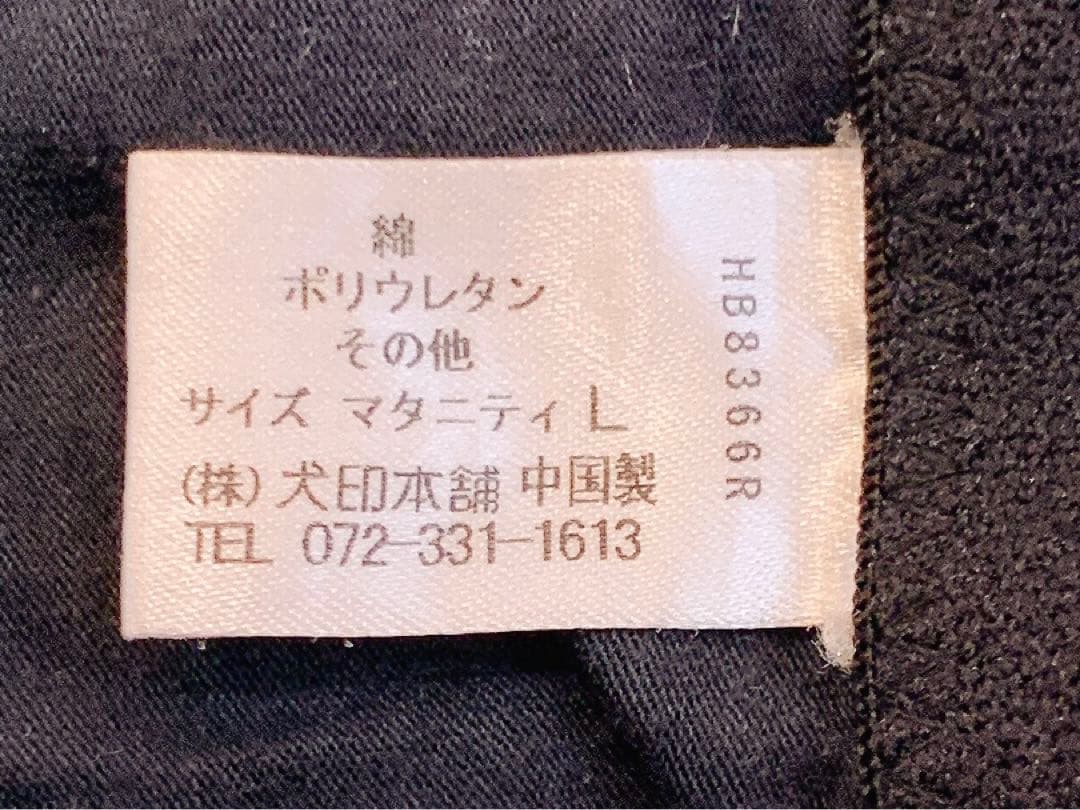 綿
ポリウレタン
その他
サイズ マタニティ L
(株)犬印本舗 中国製
TEL 072-331-1613
HB8366R